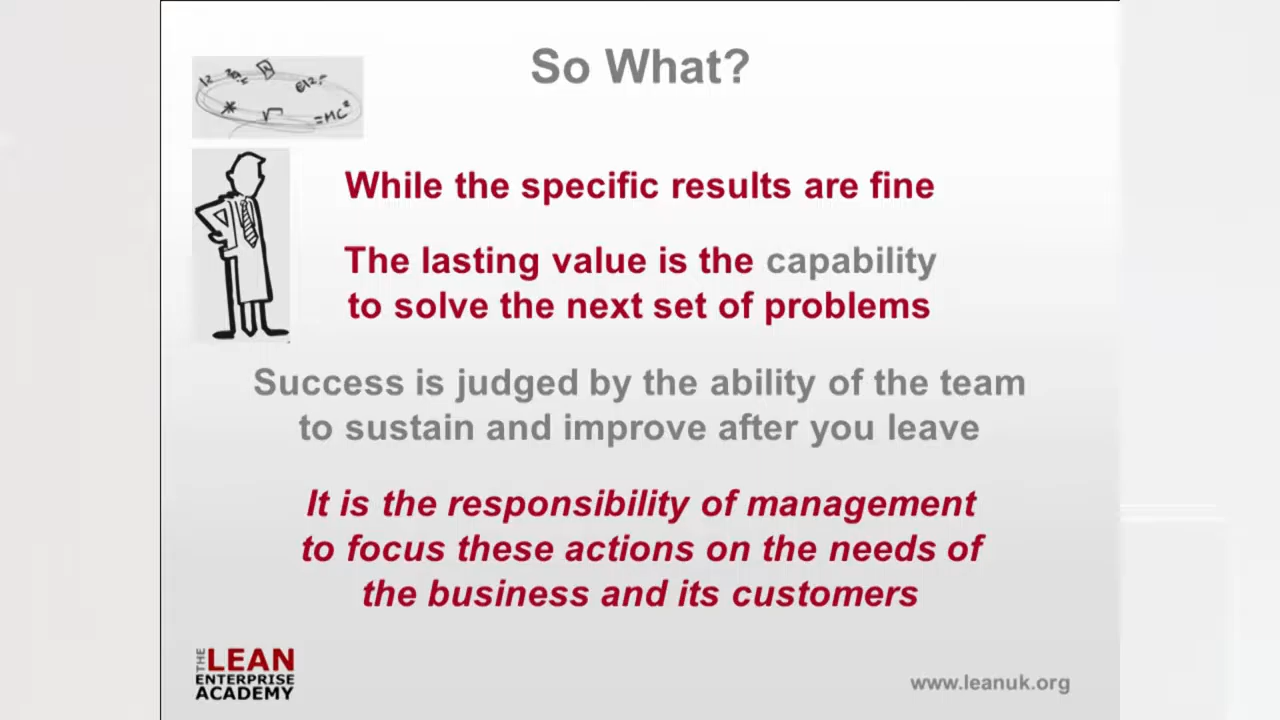 So What?
=MC²
While the specific results are fine
The lasting value is the capability
to solve the next set of problems
Success is judged by the ability of the team
to sustain and improve after you leave
It is the responsibility of management
to focus these actions on the needs of
the business and its customers
THE LEAN
ENTERPRISE
ACADEMY
www.leanuk.org